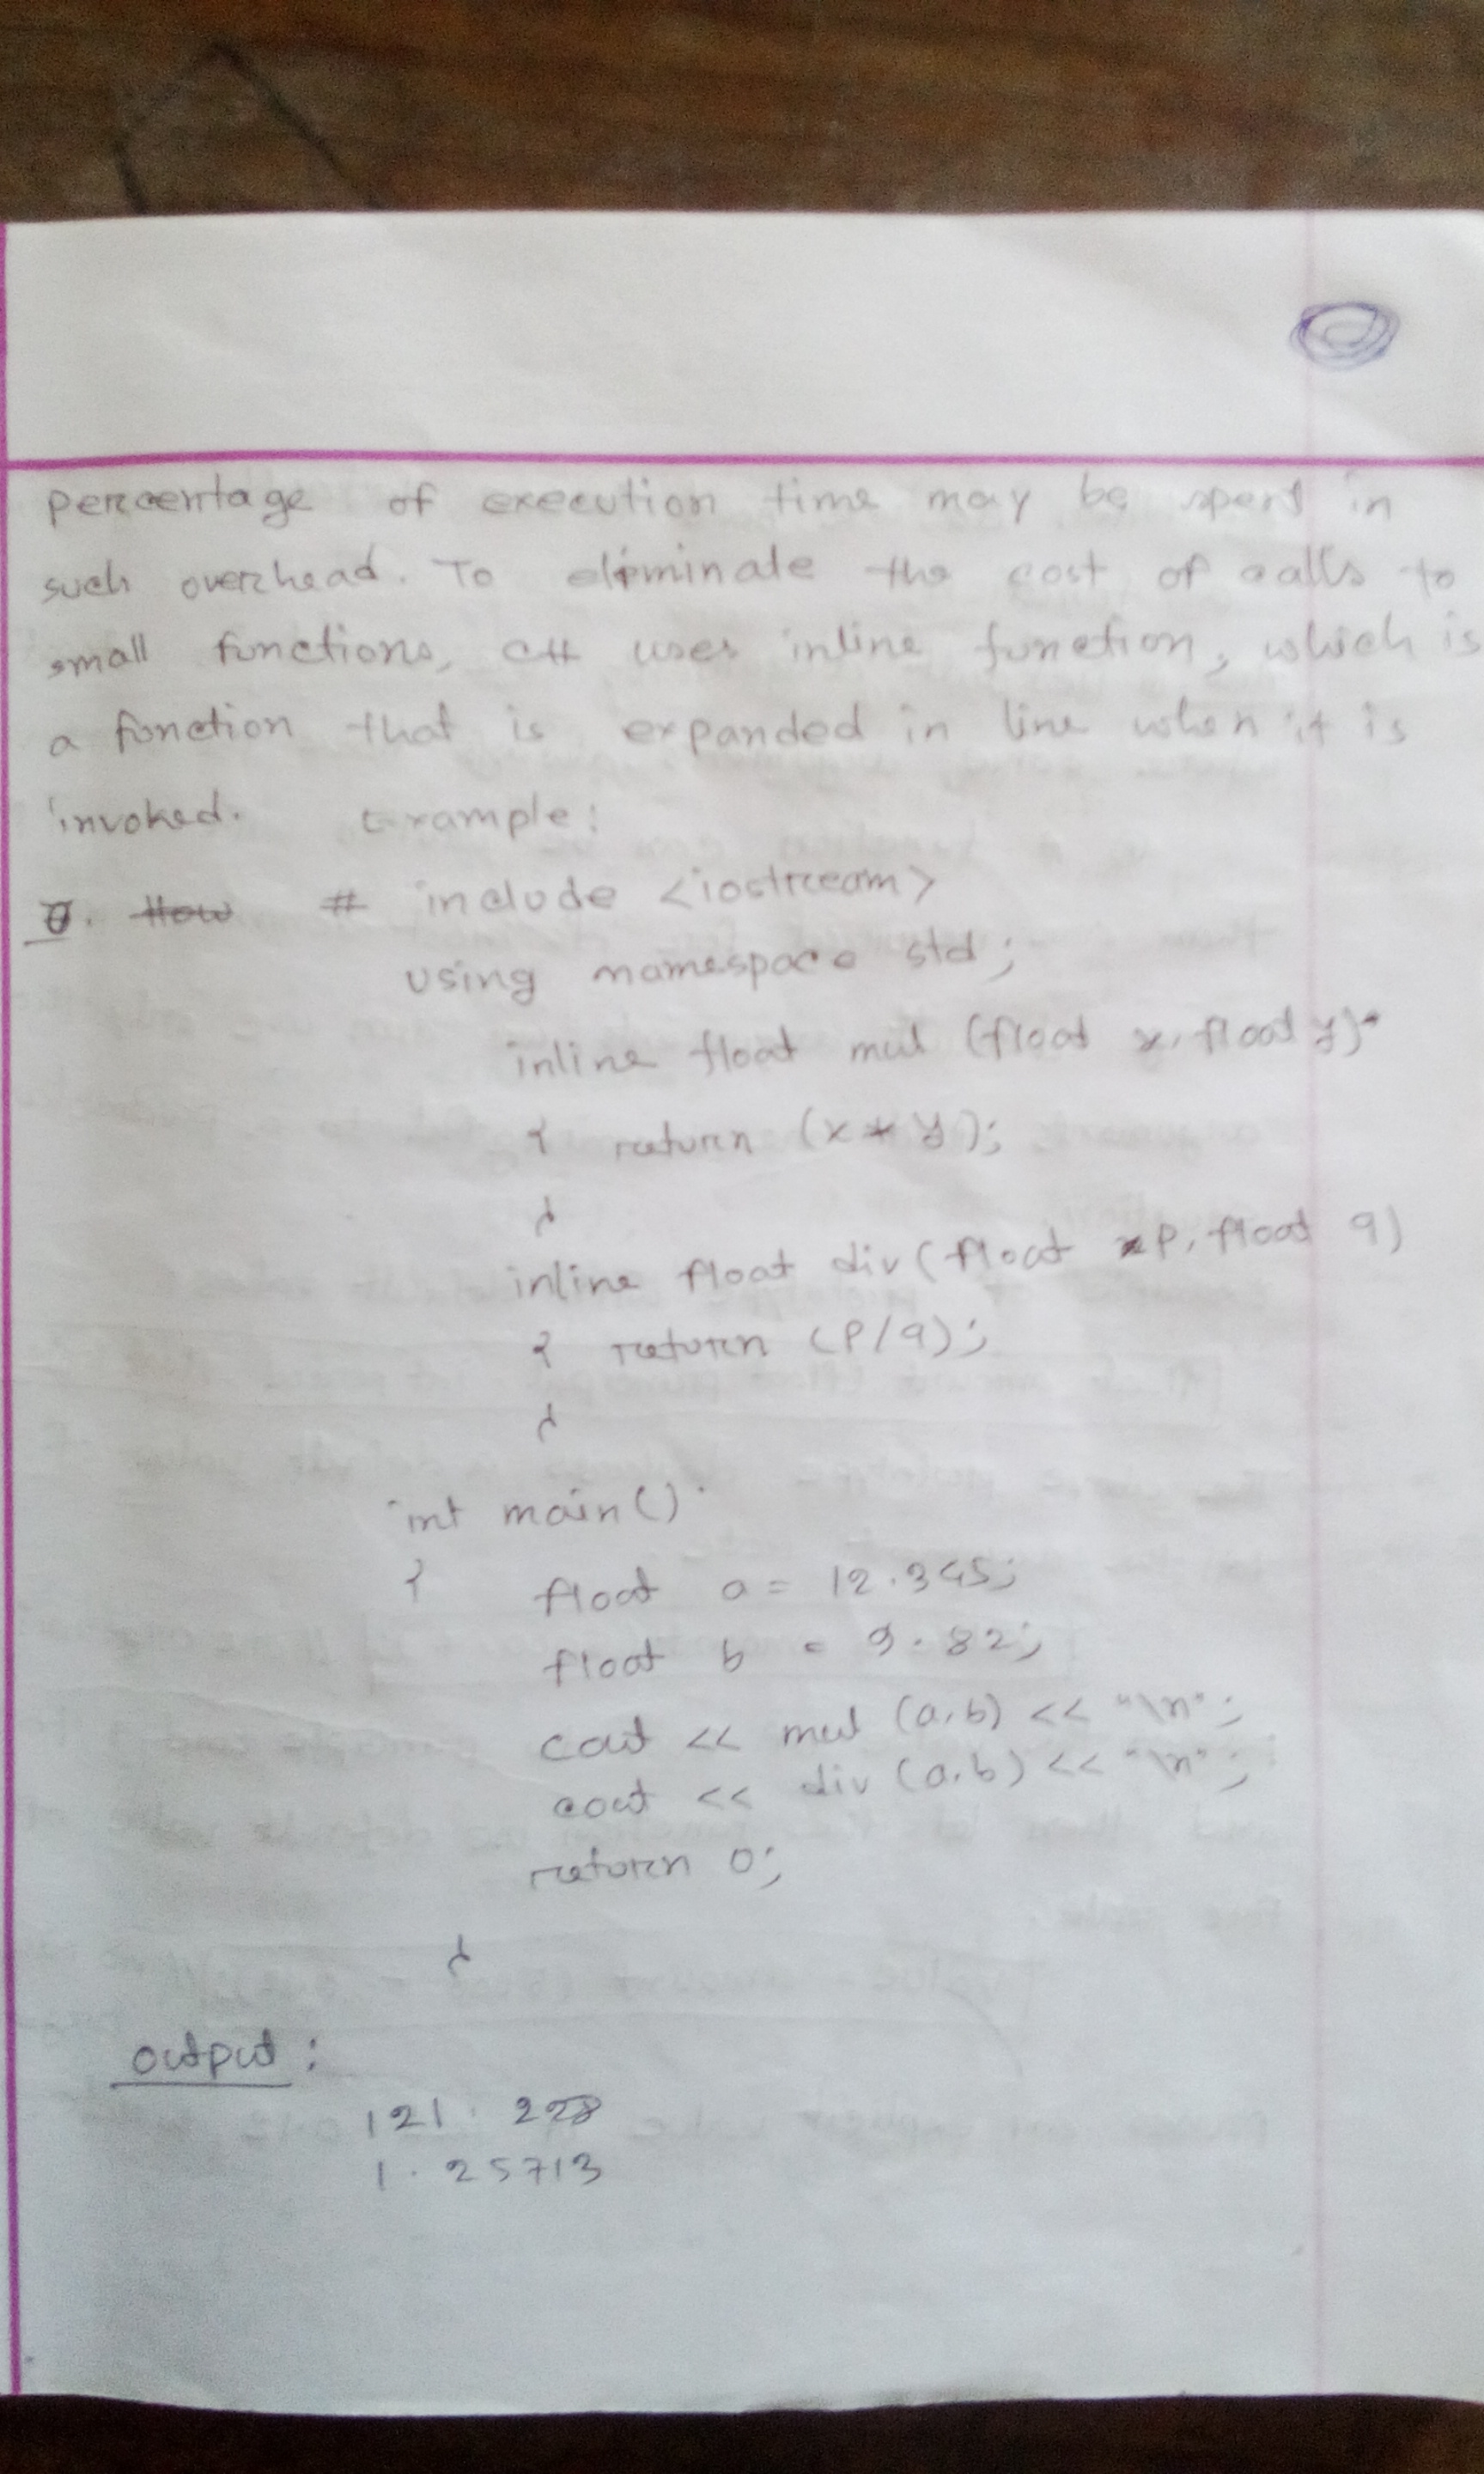 percentage of execution time may be spent in
such overhead. To eliminate the cost of calls to
small functions, C++ uses inline function, which is
a function that is expanded in line when it is
invoked. Example:
How # include <iostream>
using namespace std;
inline float mul (float x, float y)
{ return (x * y);
}
inline float div (float p, float q)
{ return (p/q);
}
int main()
{ float a = 12.345;
float b = 9.82;
cout << mul (a,b) << "\n";
cout << div (a,b) << "\n";
return 0;
}
output :
121.228
1.25713